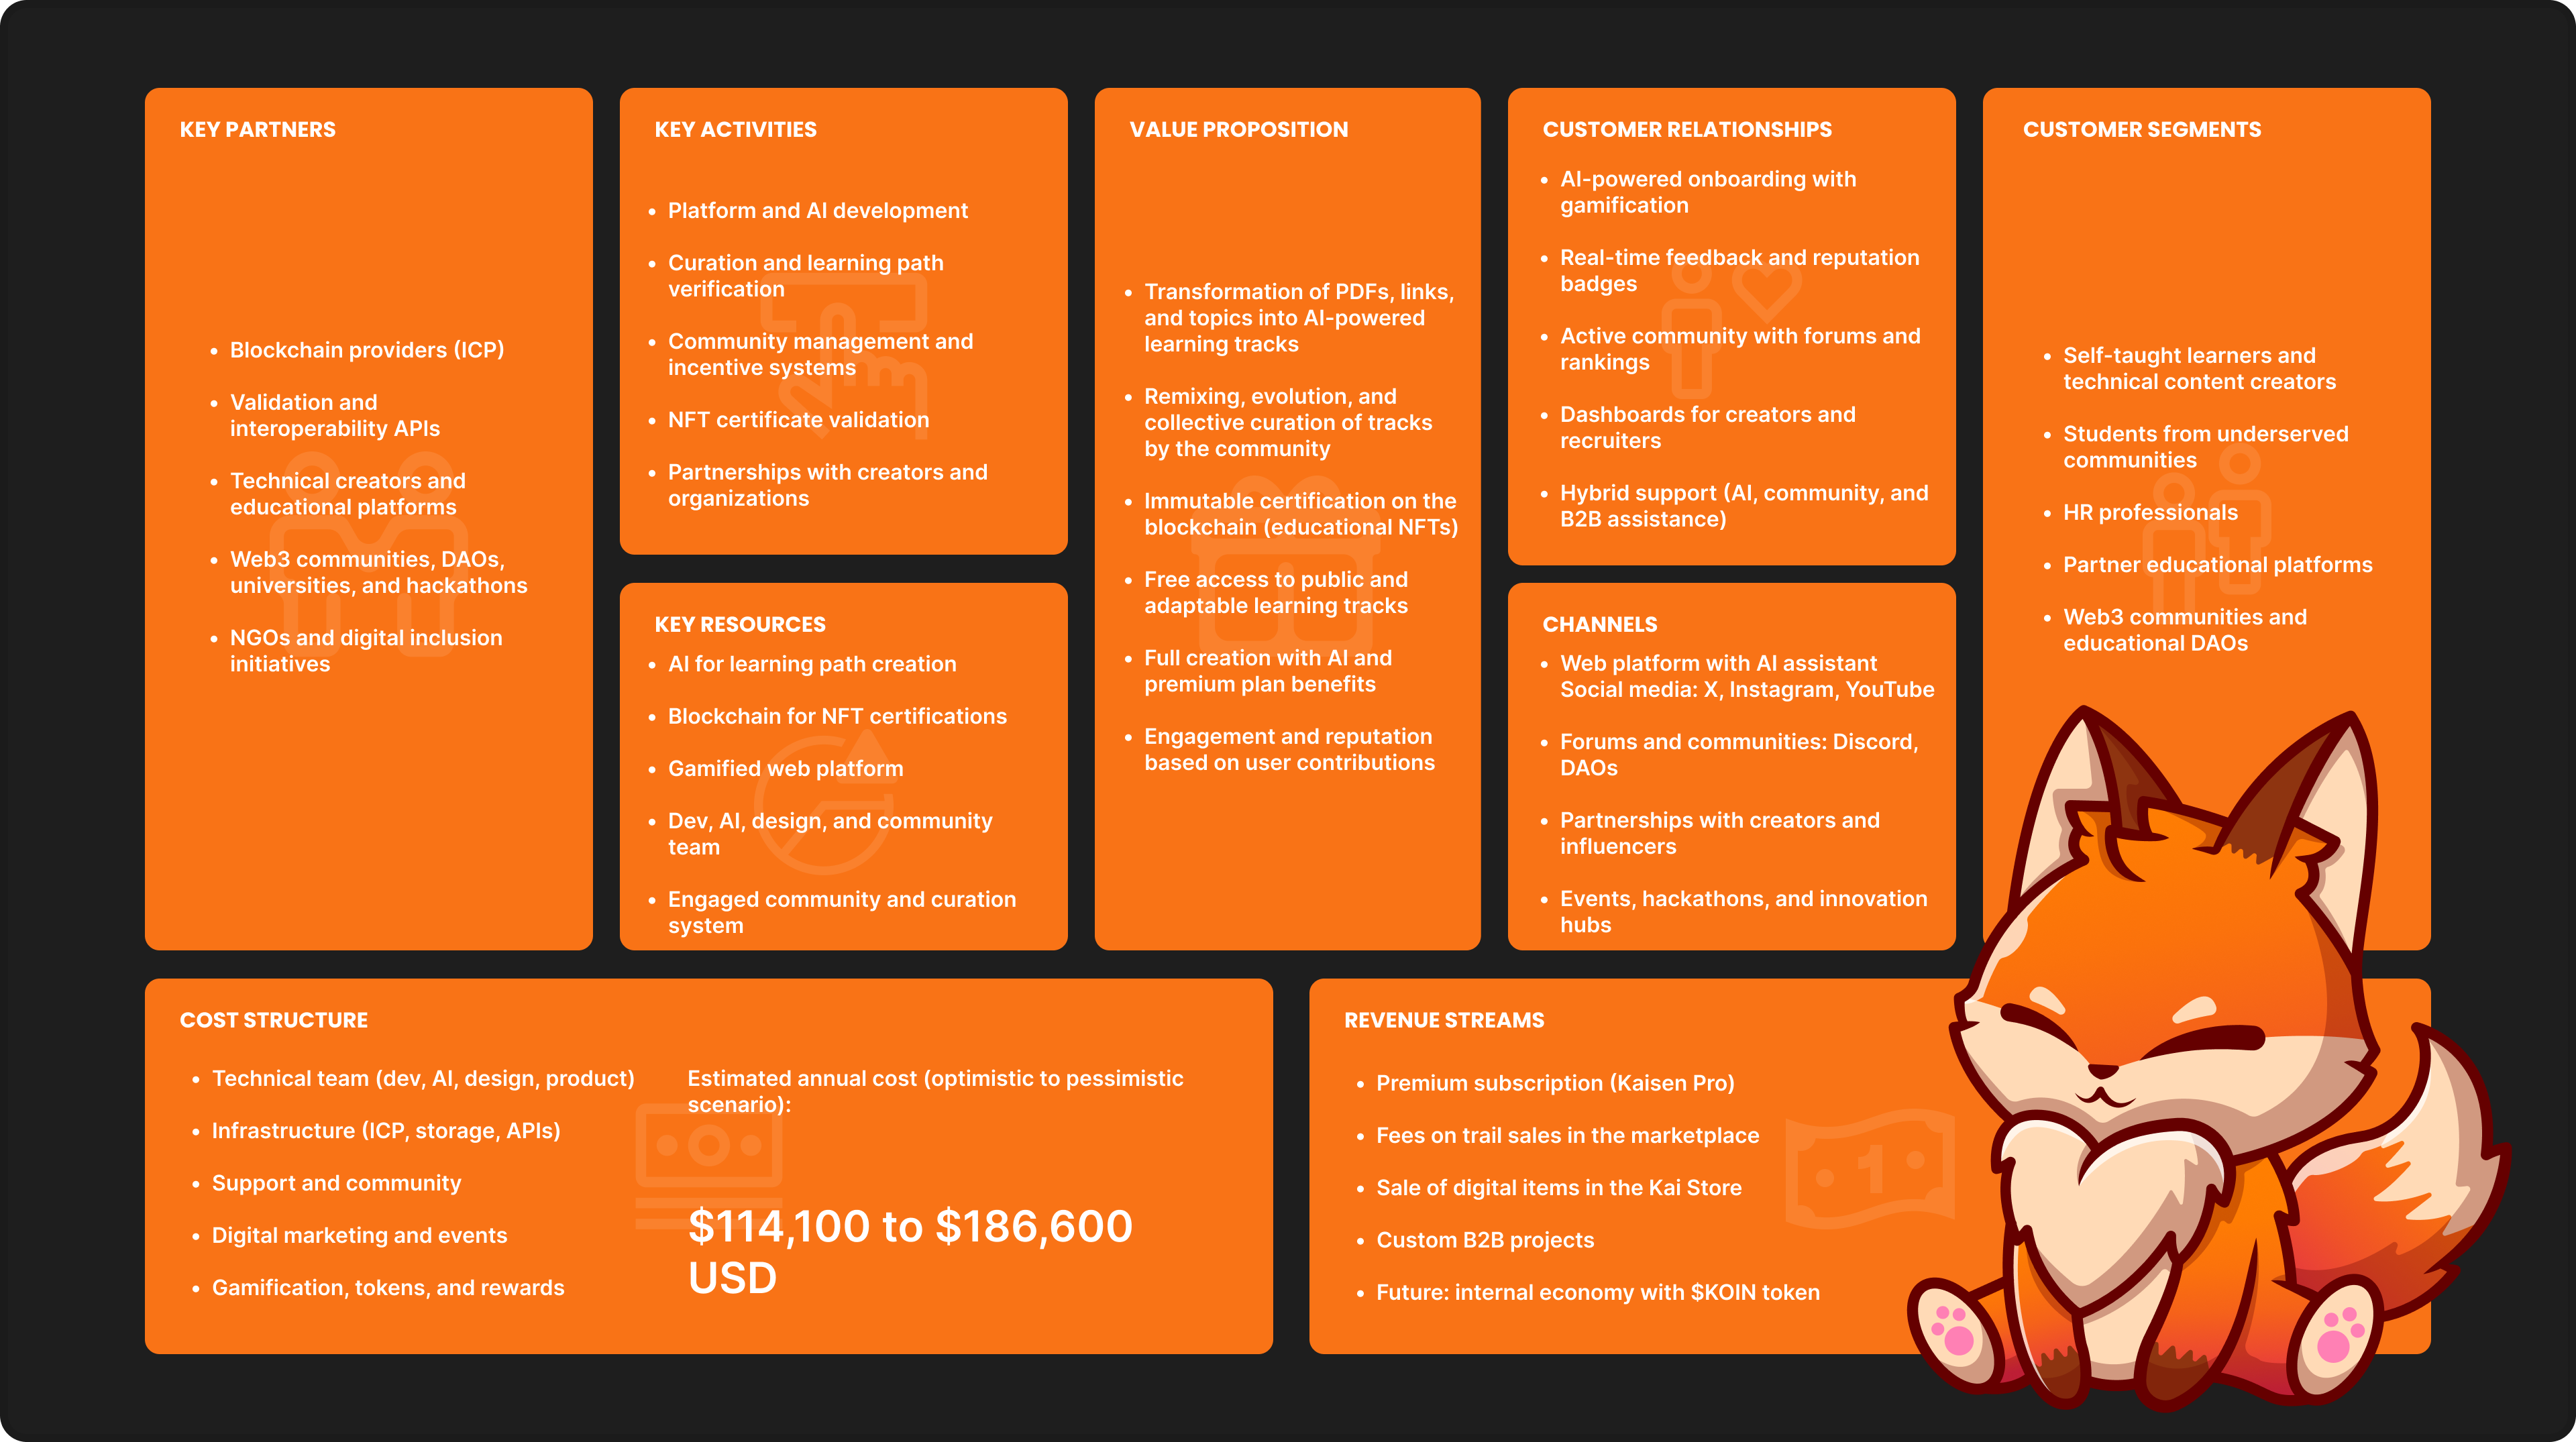 KEY PARTNERS
• Blockchain providers (ICP)
• Validation and
interoperability APIs
• Technical creators and
educational platforms
• Web3 communities, DAOs,
universities, and hackathons
• NGOs and digital inclusion
initiatives
KEY ACTIVITIES
• Platform and AI development
• Curation and learning path
verification
• Community management and
incentive systems
• NFT certificate validation
• Partnerships with creators and
organizations
KEY RESOURCES
• AI for learning path creation
• Blockchain for NFT certifications
• Gamified web platform
• Dev, AI, design, and community
team
• Engaged community and curation
system
VALUE PROPOSITION
• Transformation of PDFs, links,
and topics into AI-powered
learning tracks
• Remixing, evolution, and
collective curation of tracks
by the community
• Immutable certification on the
blockchain (educational NFTs)
• Free access to public and
adaptable learning tracks
• Full creation with AI and
premium plan benefits
• Engagement and reputation
based on user contributions
CUSTOMER RELATIONSHIPS
• AI-powered onboarding with
gamification
• Real-time feedback and reputation
badges
• Active community with forums and
rankings
• Dashboards for creators and
recruiters
• Hybrid support (AI, community, and
B2B assistance)
CHANNELS
• Web platform with AI assistant
Social media: X, Instagram, YouTube
• Forums and communities: Discord,
DAOs
• Partnerships with creators and
influencers
• Events, hackathons, and innovation
hubs
CUSTOMER SEGMENTS
• Self-taught learners and
technical content creators
• Students from underserved
communities
• HR professionals
• Partner educational platforms
• Web3 communities and
educational DAOs
COST STRUCTURE
• Technical team (dev, AI, design, product)
• Infrastructure (ICP, storage, APIs)
• Support and community
• Digital marketing and events
• Gamification, tokens, and rewards
Estimated annual cost (optimistic to pessimistic
scenario):
$114,100 to $186,600
USD
REVENUE STREAMS
• Premium subscription (Kaisen Pro)
• Fees on trail sales in the marketplace
• Sale of digital items in the Kai Store
• Custom B2B projects
• Future: internal economy with $KOIN token
1